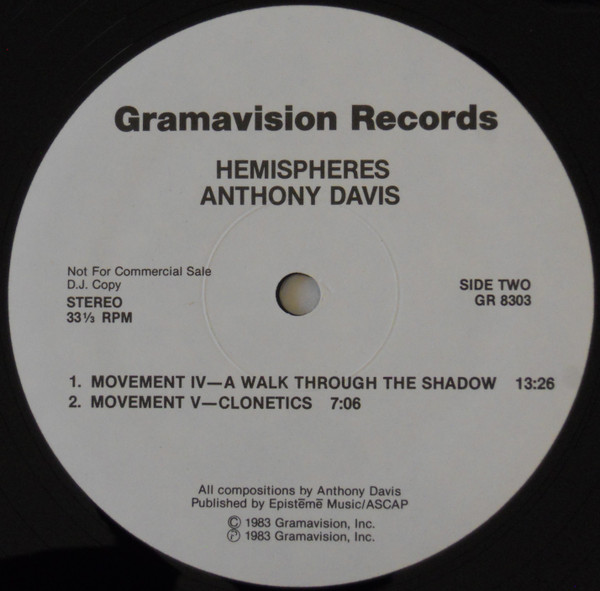 Gramavision Records
HEMISPHERES
ANTHONY DAVIS
Not For Commercial Sale
D.J. Copy
STEREO
33⅓ RPM
SIDE TWO
GR 8303
1. MOVEMENT IV—A WALK THROUGH THE SHADOW 13:26
2. MOVEMENT V—CLONETICS 7:06
All compositions by Anthony Davis
Published by Epistēmē Music/ASCAP
© 1983 Gramavision, Inc.
℗ 1983 Gramavision, Inc.